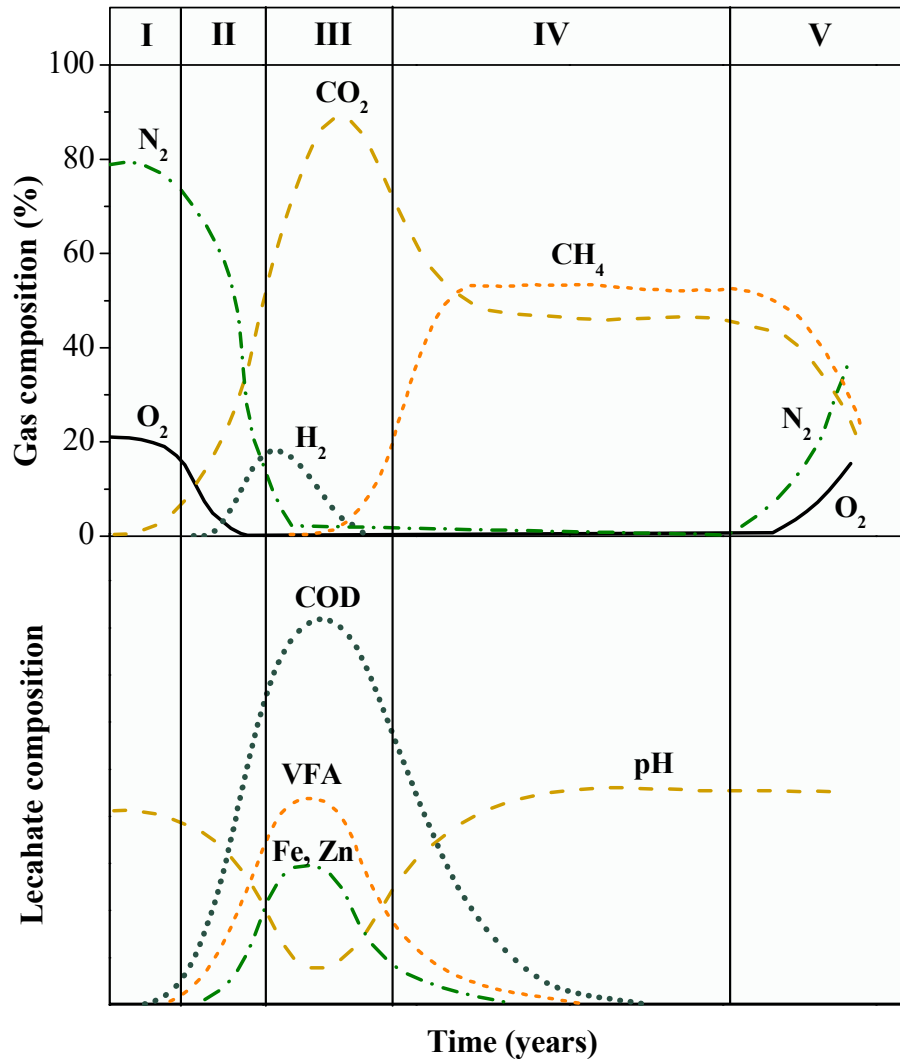 I II III IV V
100
CO₂
N₂
80
60
CH₄
Gas composition (%)
40
O₂
H₂
N₂
20
O₂
0
COD
Lecahate composition
VFA
pH
Fe, Zn
Time (years)